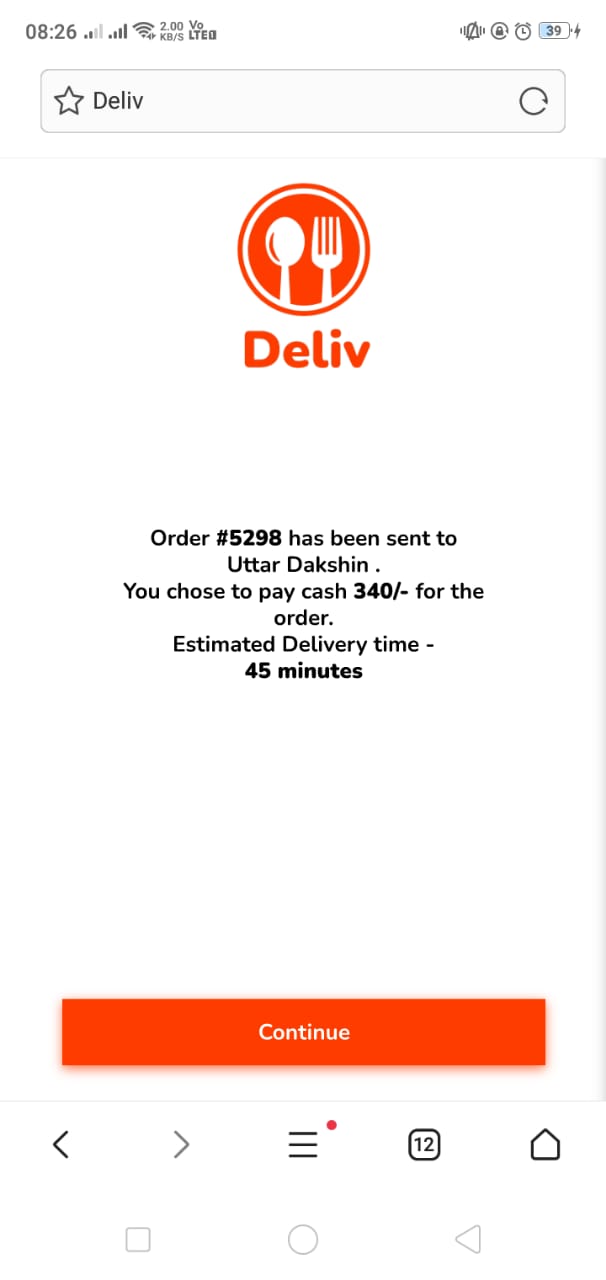 08:26 2.00 KB/S Vo LTE 39
Deliv
Deliv
Order #5298 has been sent to
Uttar Dakshin .
You chose to pay cash 340/- for the
order.
Estimated Delivery time -
45 minutes
Continue
12